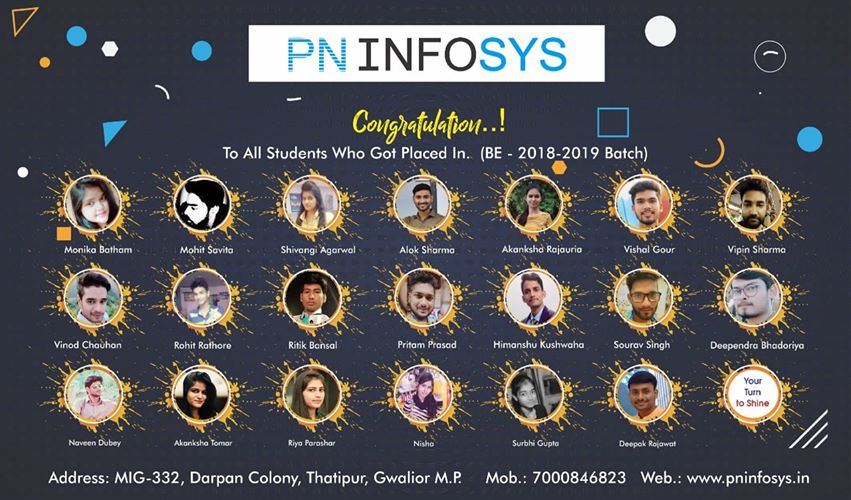 PN INFOSYS
Congratulation..!
To All Students Who Got Placed In. (BE - 2018-2019 Batch)
Monika Batham Mohit Savita Shivangi Agarwal Alok Sharma Akanksha Rajauria Vishal Gour Vipin Sharma
Vinod Chauhan Rohit Rathore Ritik Bansal Pritam Prasad Himanshu Kushwaha Sourav Singh Deependra Bhadoriya
Your
Turn
to Shine
Naveen Dubey Akanksha Tomar Riya Parashar Nisha Surbhi Gupta Deepak Rajawat
Address: MIG-332, Darpan Colony, Thatipur, Gwalior M.P. Mob.: 7000846823 Web.: www.pninfosys.in